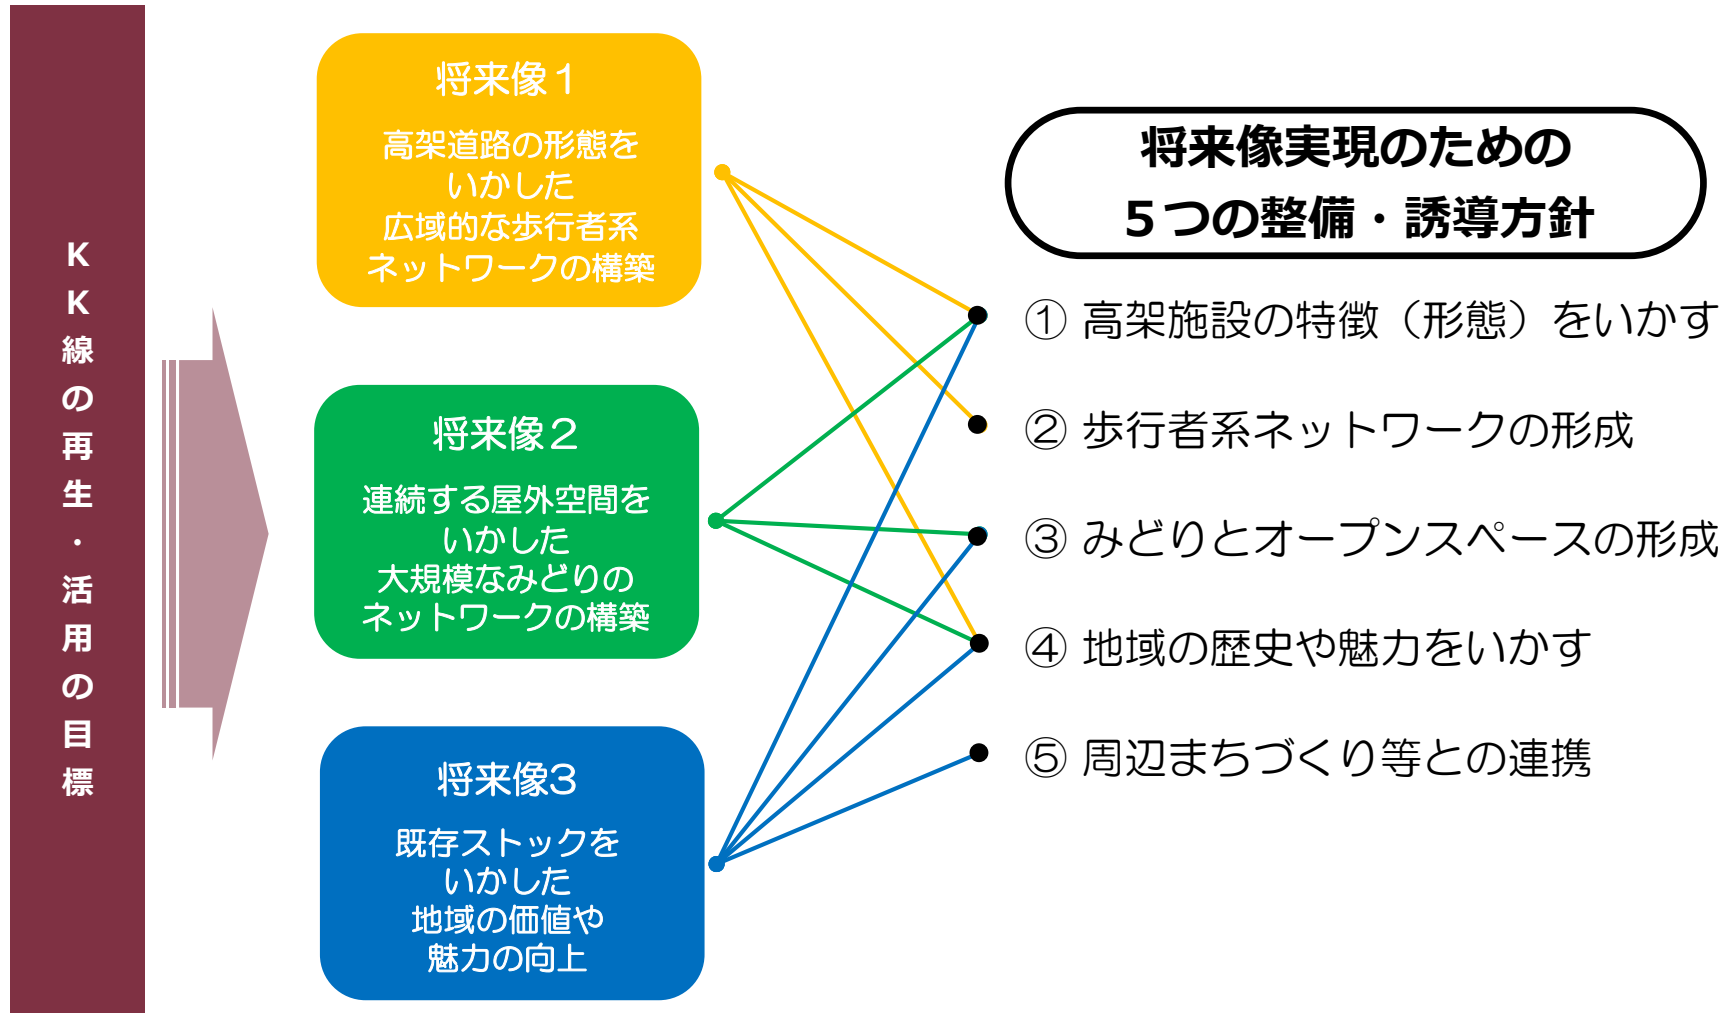 KK線の再生・活用の目標
将来像１
高架道路の形態を
いかした
広域的な歩行者系
ネットワークの構築
将来像２
連続する屋外空間を
いかした
大規模なみどりの
ネットワークの構築
将来像3
既存ストックを
いかした
地域の価値や
魅力の向上
将来像実現のための
５つの整備・誘導方針
① 高架施設の特徴（形態）をいかす
② 歩行者系ネットワークの形成
③ みどりとオープンスペースの形成
④ 地域の歴史や魅力をいかす
⑤ 周辺まちづくり等との連携